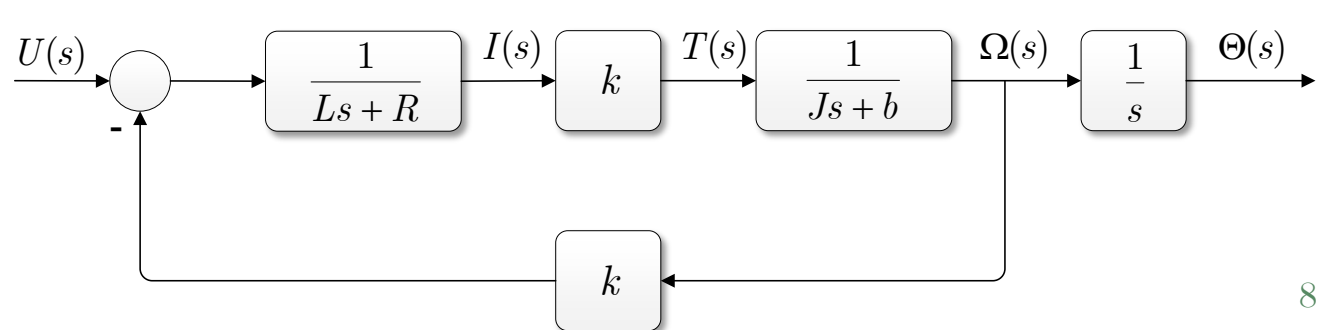 U(s)
-
1
Ls + R
I(s)
k
T(s)
1
Js + b
Ω(s)
1
s
Θ(s)
k
8